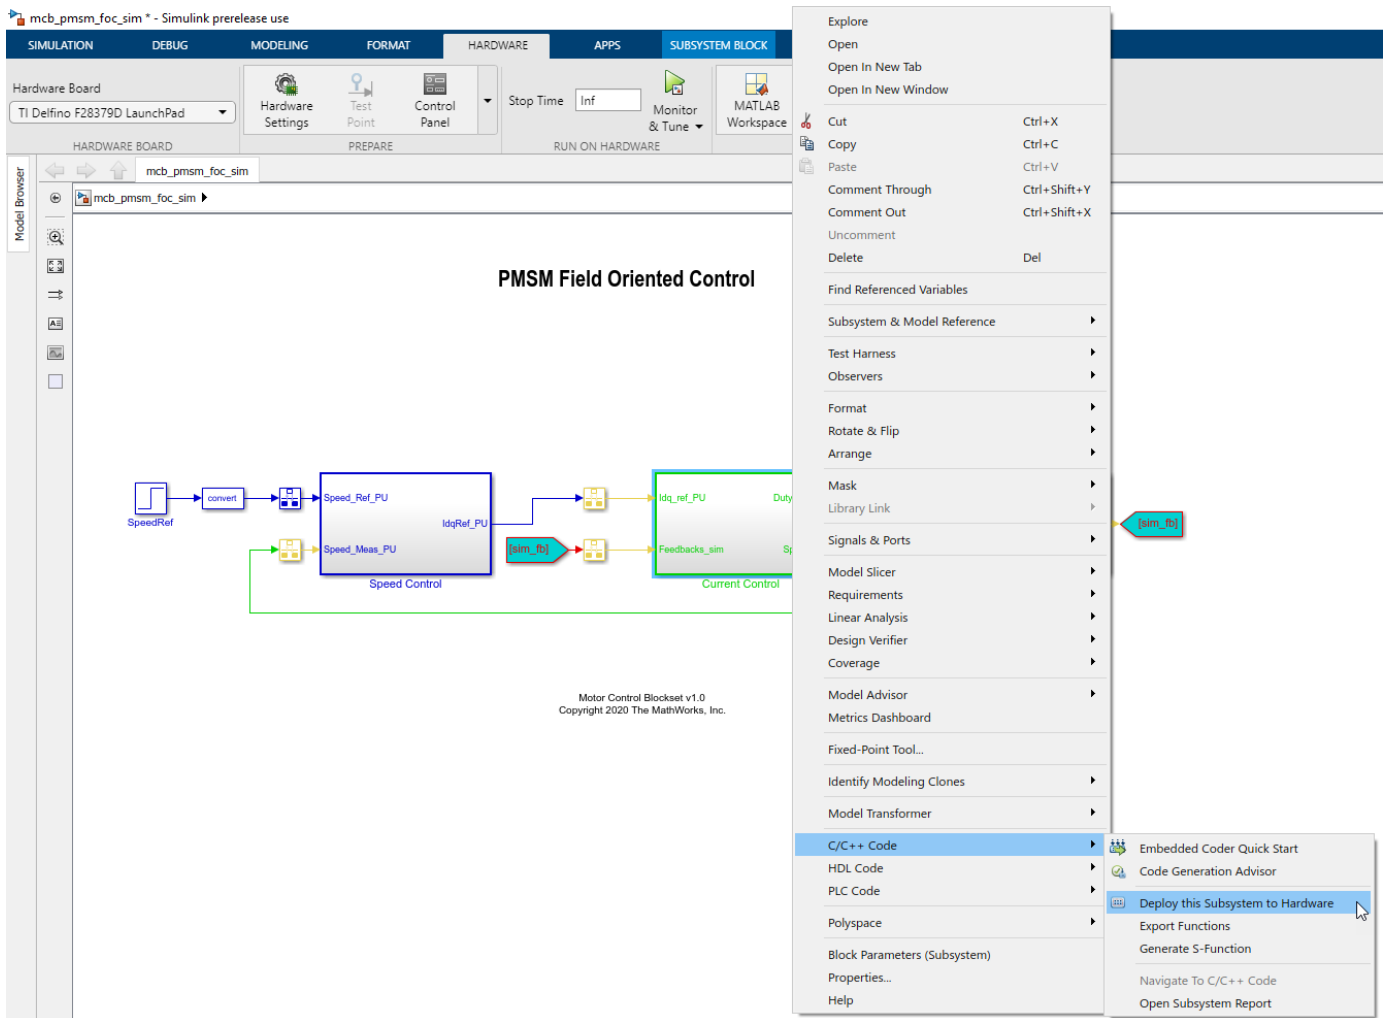 mcb_pmsm_foc_sim * - Simulink prerelease use
SIMULATION DEBUG MODELING FORMAT HARDWARE APPS SUBSYSTEM BLOCK
Hardware Board
TI Delfino F28379D LaunchPad
Hardware Settings
Test Point
Control Panel
Stop Time Inf
Monitor & Tune
MATLAB Workspace
HARDWARE BOARD PREPARE RUN ON HARDWARE
Model Browser
mcb_pmsm_foc_sim
mcb_pmsm_foc_sim
PMSM Field Oriented Control
SpeedRef
convert
Speed_Ref_PU
IdqRef_PU
Speed_Meas_PU
Speed Control
[sim_fb]
Idq_ref_PU
Duty
Feedbacks_sim
Sp
Current Control
[sim_fb]
Motor Control Blockset v1.0
Copyright 2020 The MathWorks, Inc.
Explore
Open
Open In New Tab
Open In New Window
Cut Ctrl+X
Copy Ctrl+C
Paste Ctrl+V
Comment Through Ctrl+Shift+Y
Comment Out Ctrl+Shift+X
Uncomment
Delete Del
Find Referenced Variables
Subsystem & Model Reference
Test Harness
Observers
Format
Rotate & Flip
Arrange
Mask
Library Link
Signals & Ports
Model Slicer
Requirements
Linear Analysis
Design Verifier
Coverage
Model Advisor
Metrics Dashboard
Fixed-Point Tool...
Identify Modeling Clones
Model Transformer
C/C++ Code
HDL Code
PLC Code
Polyspace
Block Parameters (Subsystem)
Properties...
Help
Embedded Coder Quick Start
Code Generation Advisor
Deploy this Subsystem to Hardware
Export Functions
Generate S-Function
Navigate To C/C++ Code
Open Subsystem Report